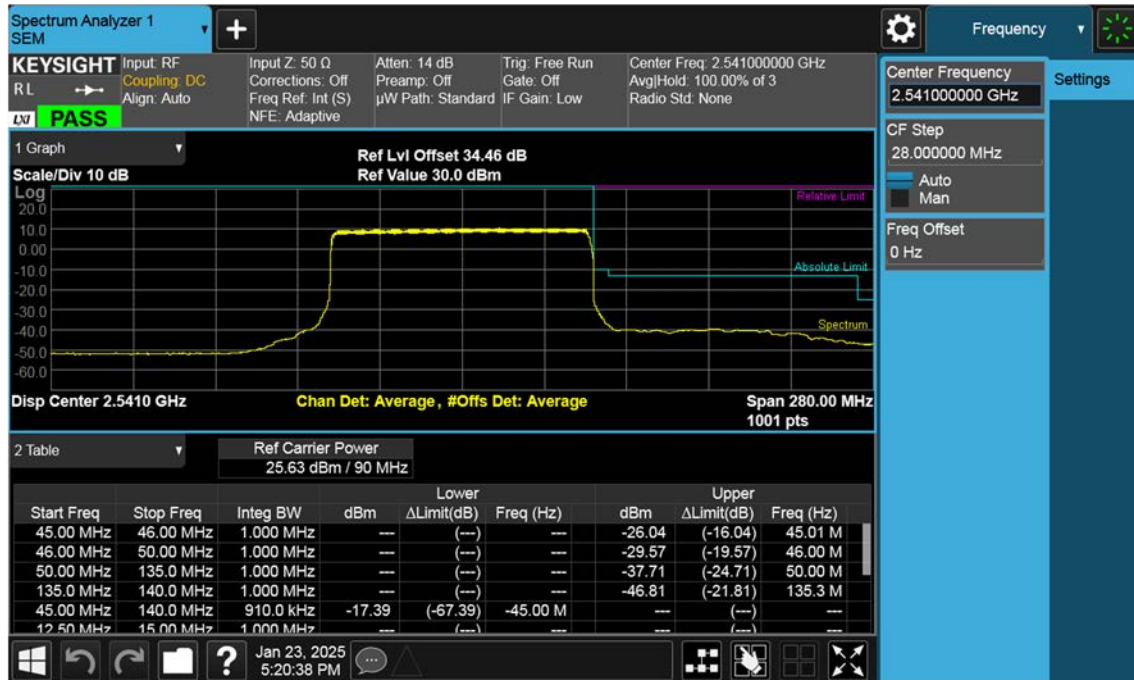 Spectrum Analyzer 1
SEM
Frequency
KEYSIGHT
RL
LXI
PASS
Input: RF
Coupling: DC
Align: Auto
Input Z: 50 Ω
Corrections: Off
Freq Ref: Int (S)
NFE: Adaptive
Atten: 14 dB
Preamp: Off
µW Path: Standard
Trig: Free Run
Gate: Off
IF Gain: Low
Center Freq: 2.541000000 GHz
Avg|Hold: 100.00% of 3
Radio Std: None
Center Frequency
2.541000000 GHz
Settings
CF Step
28.000000 MHz
Auto
Man
Freq Offset
0 Hz
1 Graph
Scale/Div 10 dB
Ref Lvl Offset 34.46 dB
Ref Value 30.0 dBm
Log
20.0
10.0
0.00
-10.0
-20.0
-30.0
-40.0
-50.0
-60.0
Relative Limit
Absolute Limit
Spectrum
Disp Center 2.5410 GHz
Chan Det: Average, #Offs Det: Average
Span 280.00 MHz
1001 pts
2 Table
Ref Carrier Power
25.63 dBm / 90 MHz
Lower Upper
Start Freq Stop Freq Integ BW dBm ΔLimit(dB) Freq (Hz) dBm ΔLimit(dB) Freq (Hz)
45.00 MHz 46.00 MHz 1.000 MHz --- (---) --- -26.04 (-16.04) 45.01 M
46.00 MHz 50.00 MHz 1.000 MHz --- (---) --- -29.57 (-19.57) 46.00 M
50.00 MHz 135.0 MHz 1.000 MHz --- (---) --- -37.71 (-24.71) 50.00 M
135.0 MHz 140.0 MHz 1.000 MHz --- (---) --- -46.81 (-21.81) 135.3 M
45.00 MHz 140.0 MHz 910.0 kHz -17.39 (-67.39) -45.00 M --- (---) ---
12.50 MHz 15.00 MHz 1.000 MHz --- (---) --- --- (---) ---
Jan 23, 2025
5:20:38 PM